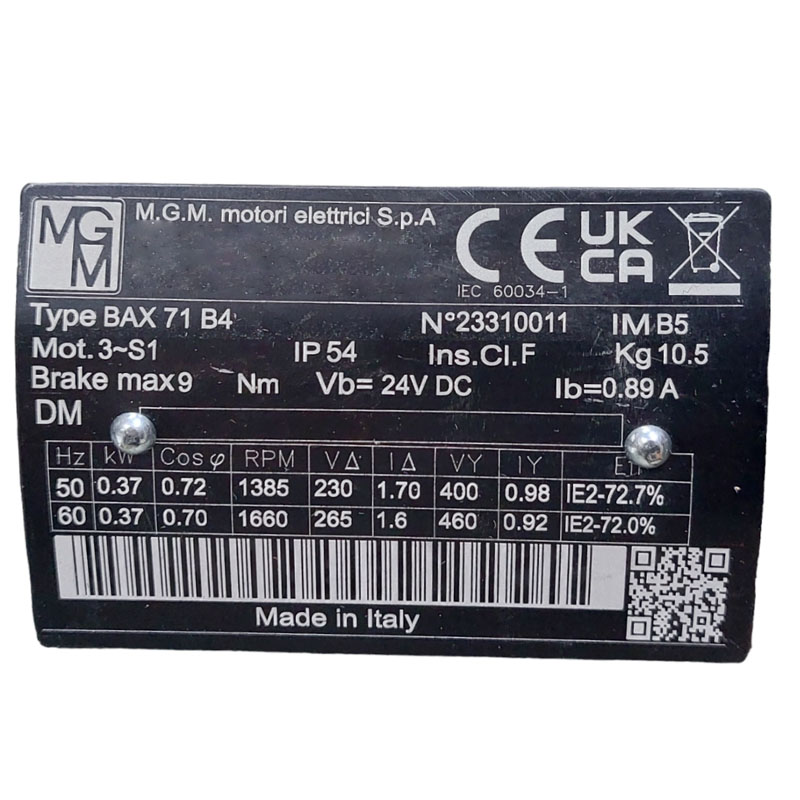 MGM
M.G.M. motori elettrici S.p.A
CE UK CA
IEC 60034-1
Type BAX 71 B4 N°23310011 IM B5
Mot. 3~S1 IP 54 Ins.Cl.F Kg 10.5
Brake max 9 Nm Vb= 24V DC Ib=0.89 A
DM
Hz kW Cosφ RPM VΔ IΔ VY IY
50 0.37 0.72 1385 230 1.70 400 0.98 IE2-72.7%
60 0.37 0.70 1660 265 1.6 460 0.92 IE2-72.0%
Made in Italy